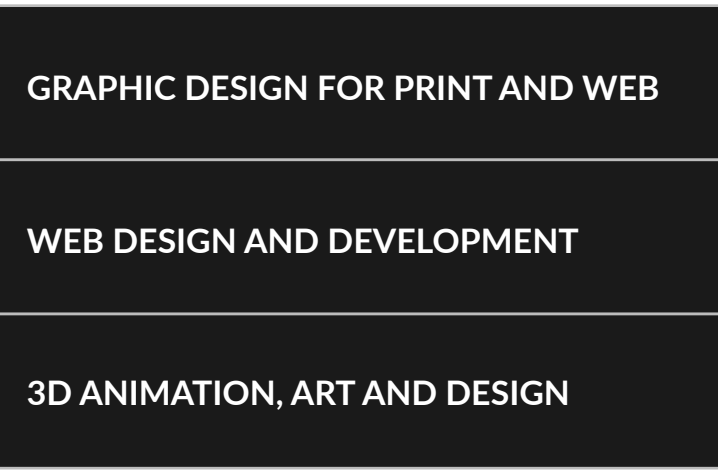 GRAPHIC DESIGN FOR PRINT AND WEB
WEB DESIGN AND DEVELOPMENT
3D ANIMATION, ART AND DESIGN